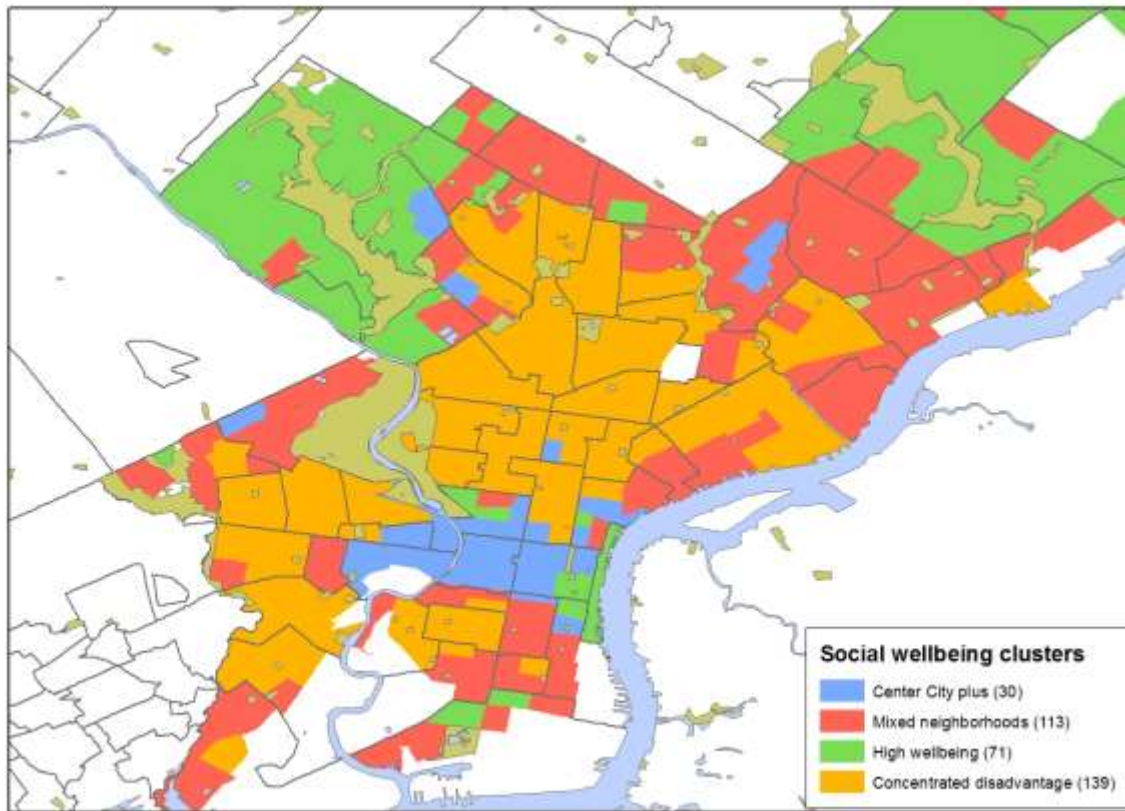 Social wellbeing clusters
Center City plus (30)
Mixed neighborhoods (113)
High wellbeing (71)
Concentrated disadvantage (139)